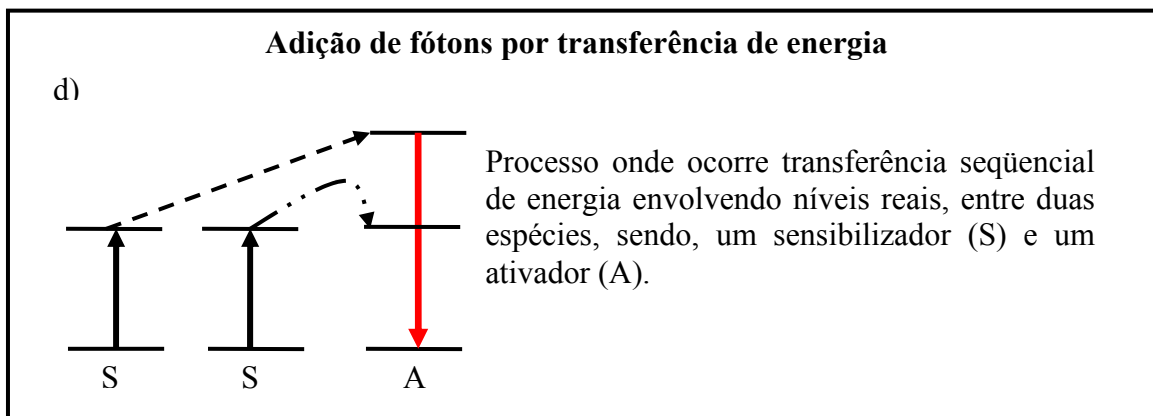 Adição de fótons por transferência de energia
d)
Processo onde ocorre transferência seqüencial
de energia envolvendo níveis reais, entre duas
espécies, sendo, um sensibilizador (S) e um
ativador (A).
S S A